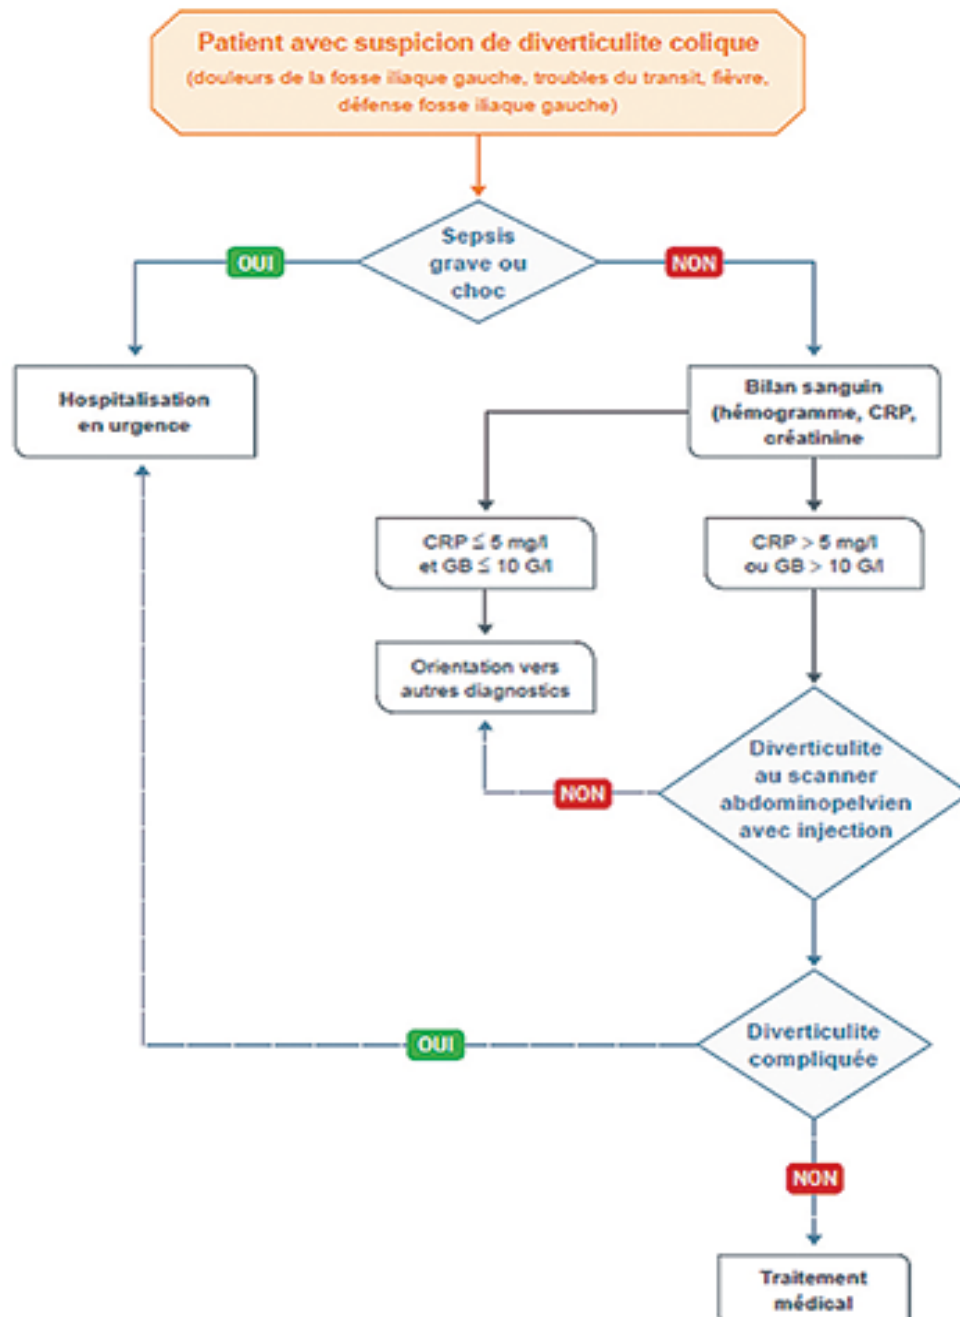 Patient avec suspicion de diverticulite colique
(douleurs de la fosse iliaque gauche, troubles du transit, fièvre,
défense fosse iliaque gauche)
Sepsis
grave ou
choc
OUI
NON
Hospitalisation
en urgence
Bilan sanguin
(hémogramme, CRP,
créatinine
CRP ≤ 5 mg/l
et GB ≤ 10 G/l
CRP > 5 mg/l
ou GB > 10 G/l
Orientation vers
autres diagnostics
Diverticulite
au scanner
abdominopelvien
avec injection
NON
Diverticulite
compliquée
OUI
NON
Traitement
médical